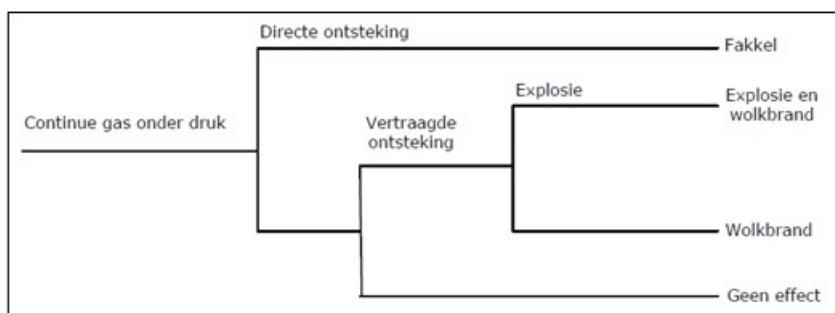 Directe ontsteking
Fakkel
Explosie
Explosie en
wolkbrand
Continue gas onder druk
Vertraagde
ontsteking
Wolkbrand
Geen effect